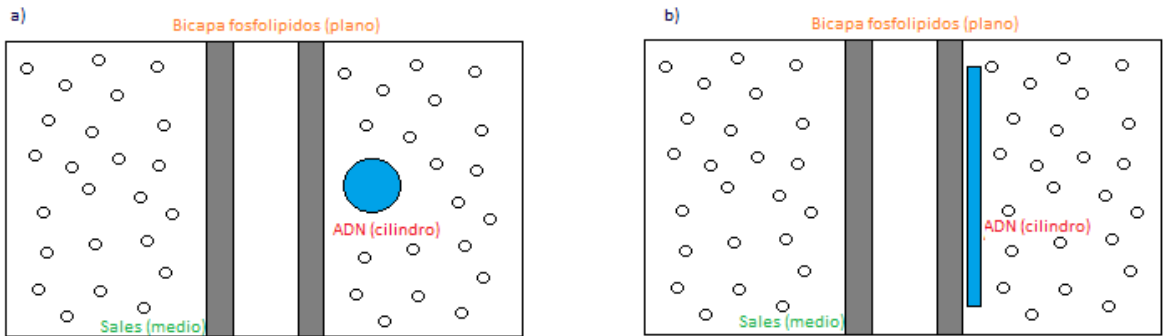 a)
Bicapa fosfolipidos (plano)
ADN (cilindro)
Sales (medio)
b)
Bicapa fosfolipidos (plano)
ADN (cilindro)
Sales (medio)